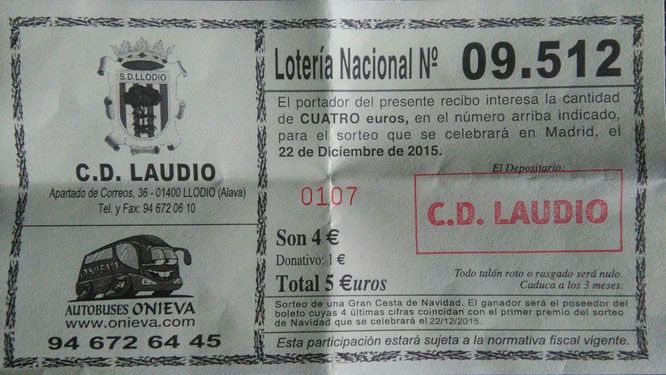 S.D. LLODIO
C.D. LAUDIO
Apartado de Correos, 36 - 01400 LLODIO (Alava)
Tel. y Fax: 94 672 06 10
ONIEVA
AUTOBUSES ONIEVA
www.onieva.com
94 672 64 45
Lotería Nacional Nº 09.512
El portador del presente recibo interesa la cantidad
de CUATRO euros, en el número arriba indicado,
para el sorteo que se celebrará en Madrid, el
22 de Diciembre de 2015.
El Depositario:
0107
C.D. LAUDIO
Son 4 €
Donativo: 1 €
Total 5 €uros
Todo talón roto o rasgado será nulo.
Caduca a los 3 meses.
Sorteo de una Gran Cesta de Navidad. El ganador será el poseedor del
boleto cuyas 4 últimas cifras coincidan con el primer premio del sorteo
de Navidad que se celebrará el 22/12/2015.
Esta participación estará sujeta a la normativa fiscal vigente.